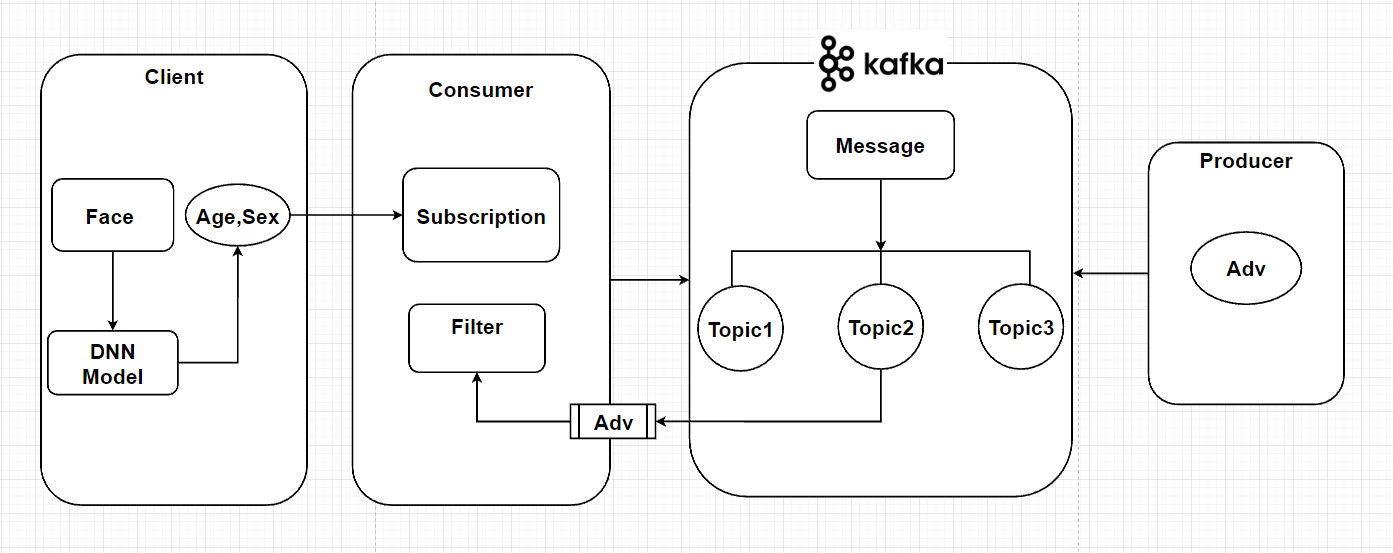 Client
Face
Age,Sex
DNN
Model
Consumer
Subscription
Filter
Adv
kafka
Message
Topic1
Topic2
Topic3
Producer
Adv